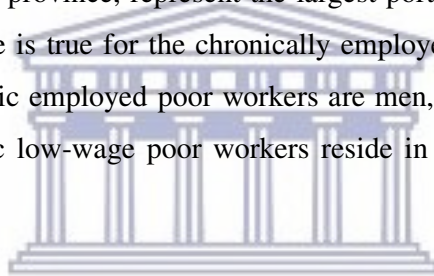 province, represent the largest port
e is true for the chronically employe
ic employed poor workers are men,
c low-wage poor workers reside in